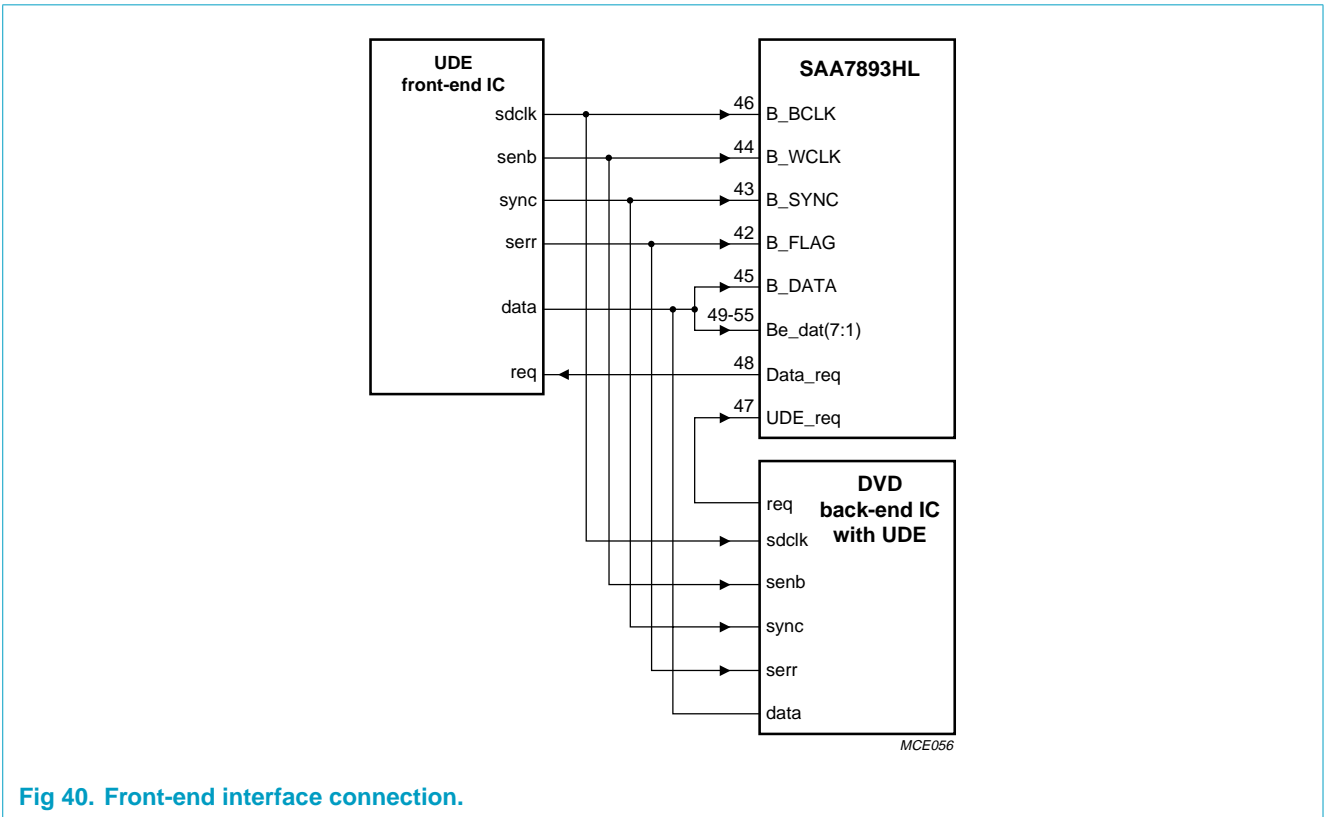 UDE
front-end IC
sdclk
senb
sync
serr
data
req
SAA7893HL
46
B_BCLK
44
B_WCLK
43
B_SYNC
42
B_FLAG
45
B_DATA
49-55
Be_dat(7:1)
48
Data_req
47
UDE_req
DVD
back-end IC
with UDE
req
sdclk
senb
sync
serr
data
MCE056
Fig 40. Front-end interface connection.